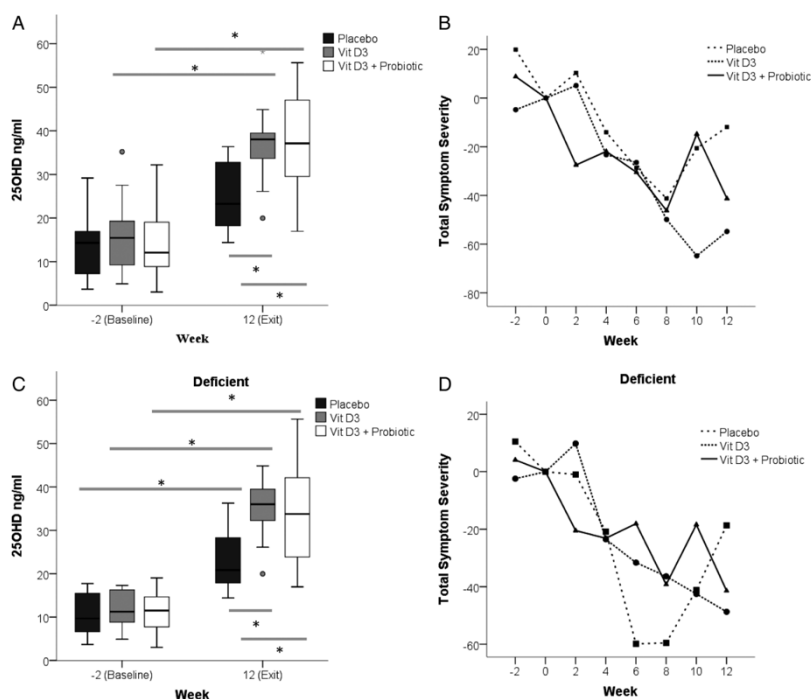 A
60
50
40
30
20
10
0
25OHD ng/ml
*
*
*
*
Placebo
Vit D3
Vit D3 + Probiotic
-2 (Baseline)
12 (Exit)
Week
B
20
0
-20
-40
-60
-80
Total Symptom Severity
Placebo
Vit D3
Vit D3 + Probiotic
-2 0 2 4 6 8 10 12
Week
C
Deficient
60
50
40
30
20
10
0
25OHD ng/ml
*
*
*
*
*
Placebo
Vit D3
Vit D3 + Probiotic
-2 (Baseline)
12 (Exit)
Week
D
Deficient
20
0
-20
-40
-60
Total Symptom Severity
Placebo
Vit D3
Vit D3 + Probiotic
-2 0 2 4 6 8 10 12
Week